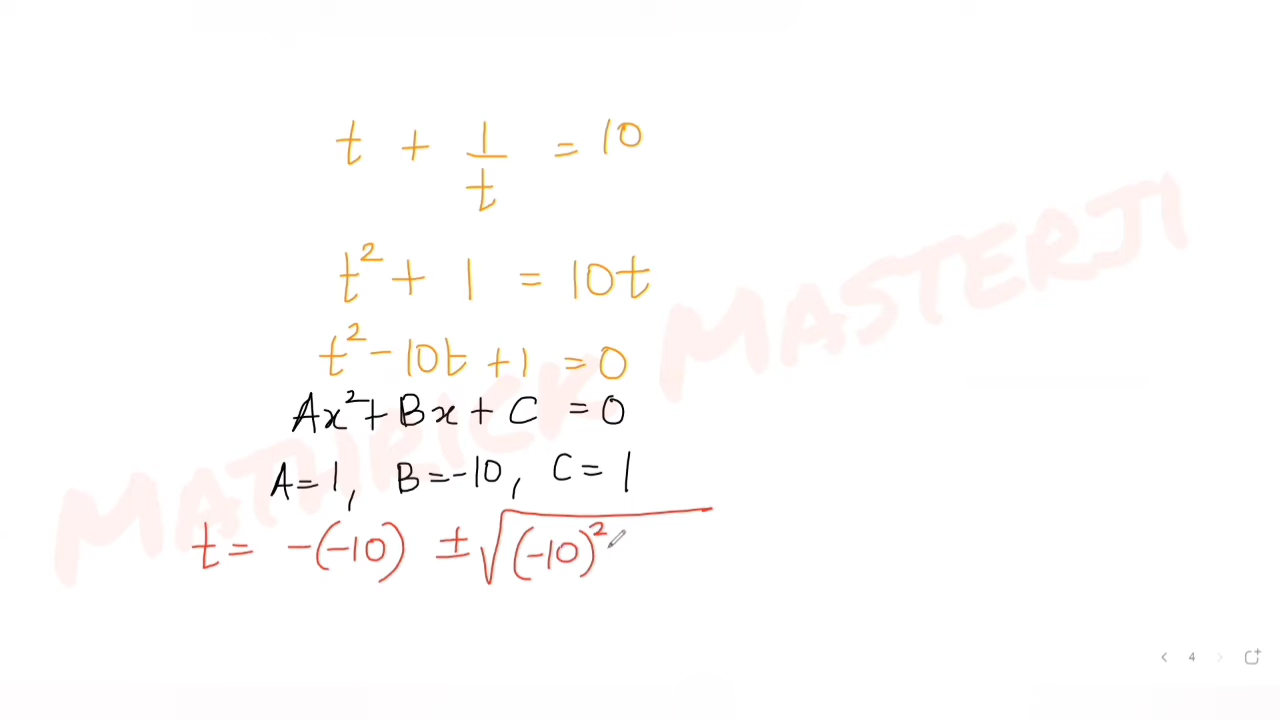 t + 1/t = 10
t² + 1 = 10t
t² - 10t + 1 = 0
Ax² + Bx + C = 0
A = 1, B = -10, C = 1
t = -(-10) ± √(-10)²
MATHRICK MASTERJI
4